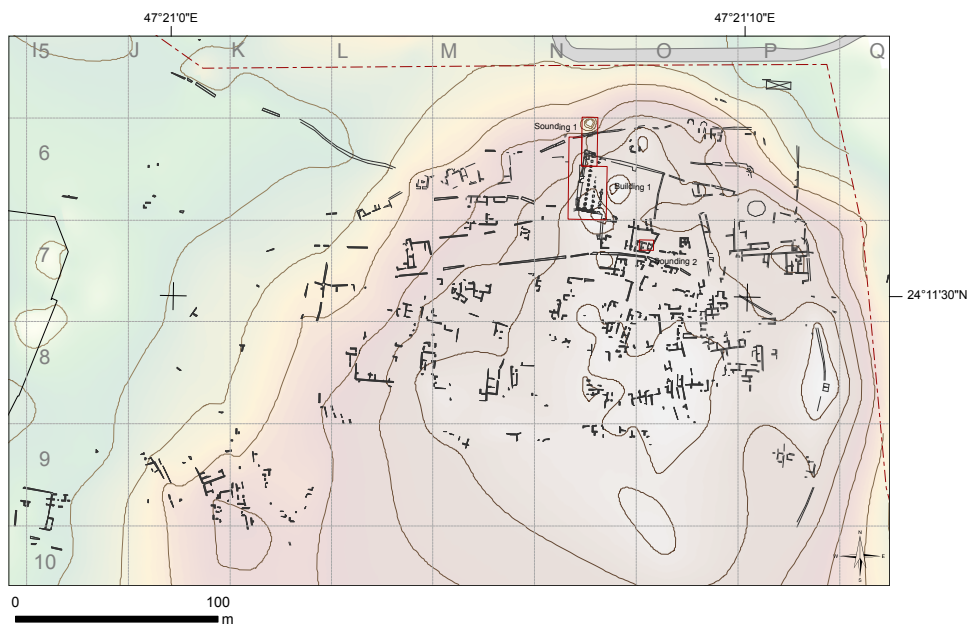 47°21'0"E 47°21'10"E
I5 J K L M N O P Q
Sounding 1
6
Building 1
7
Sounding 2
24°11'30"N
8
9
10
N
W E
S
0 100
m